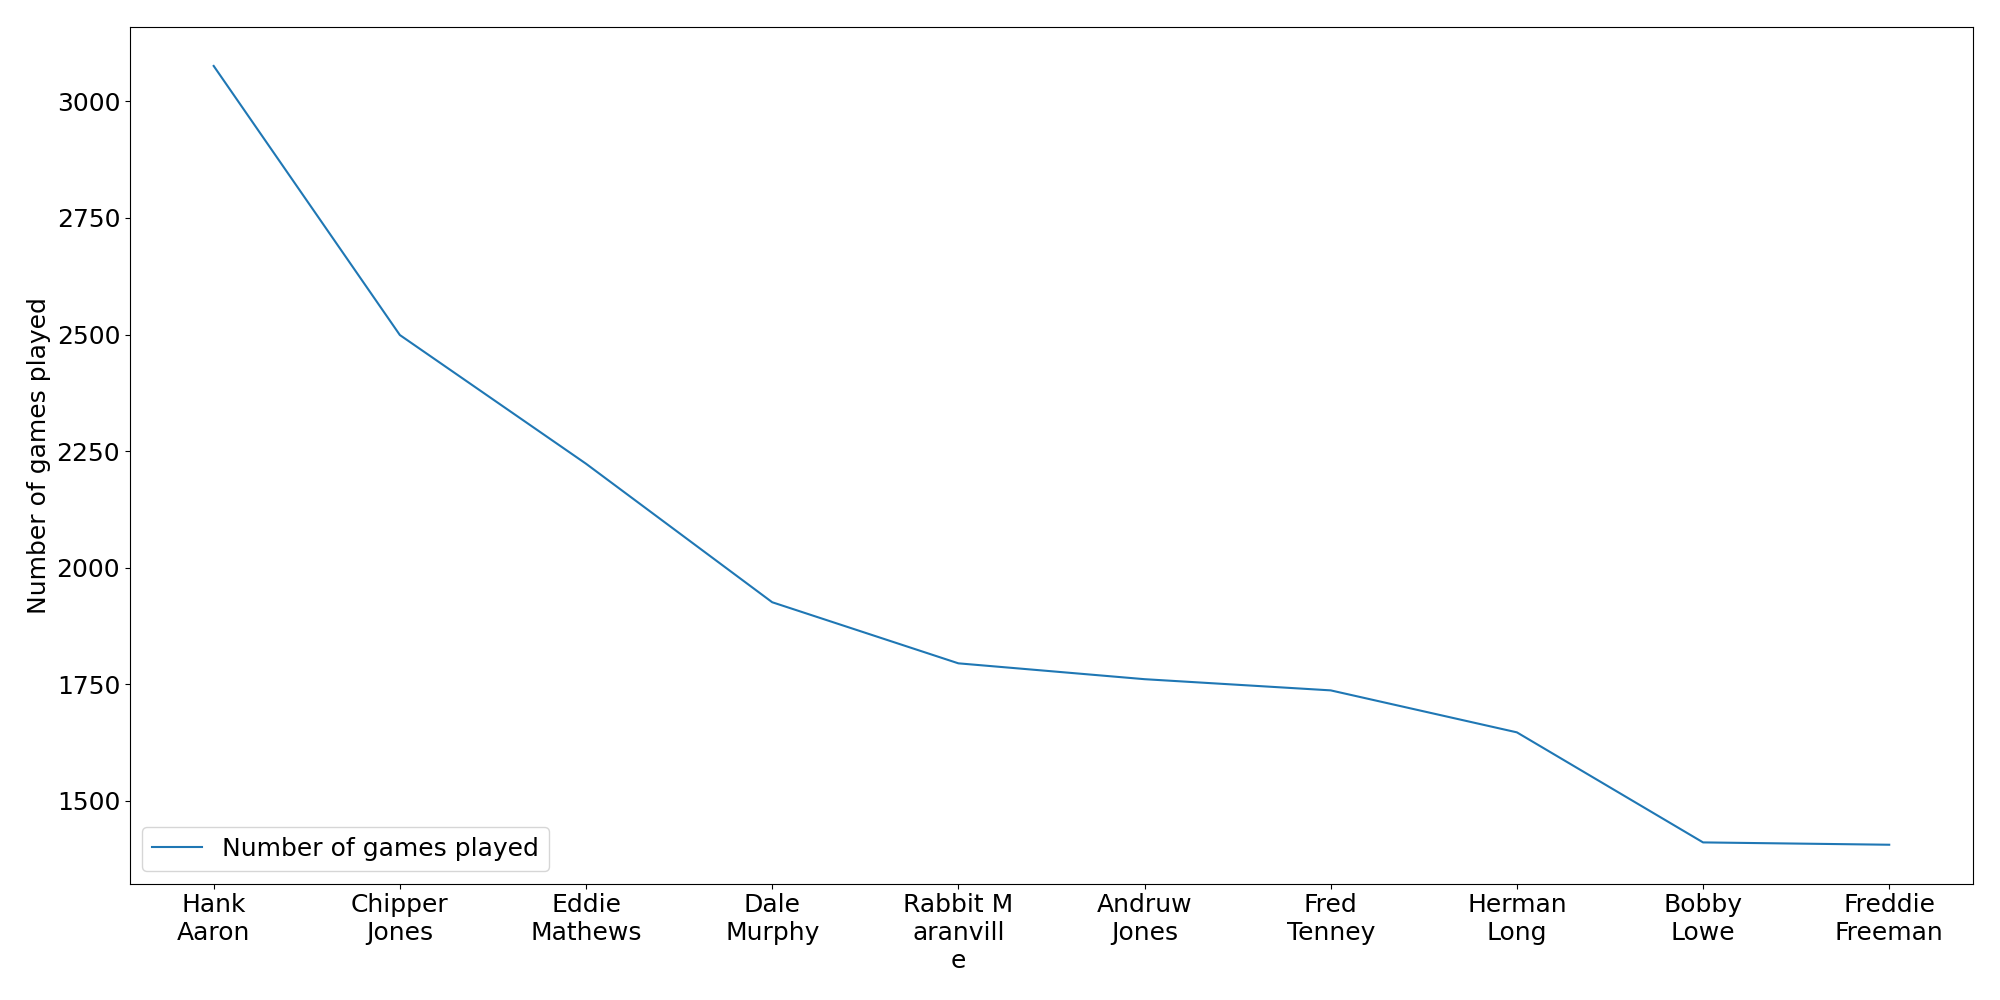 Number of games played
3000
2750
2500
2250
2000
1750
1500
Number of games played
Hank
Aaron
Chipper
Jones
Eddie
Mathews
Dale
Murphy
Rabbit M
aranvill
e
Andruw
Jones
Fred
Tenney
Herman
Long
Bobby
Lowe
Freddie
Freeman